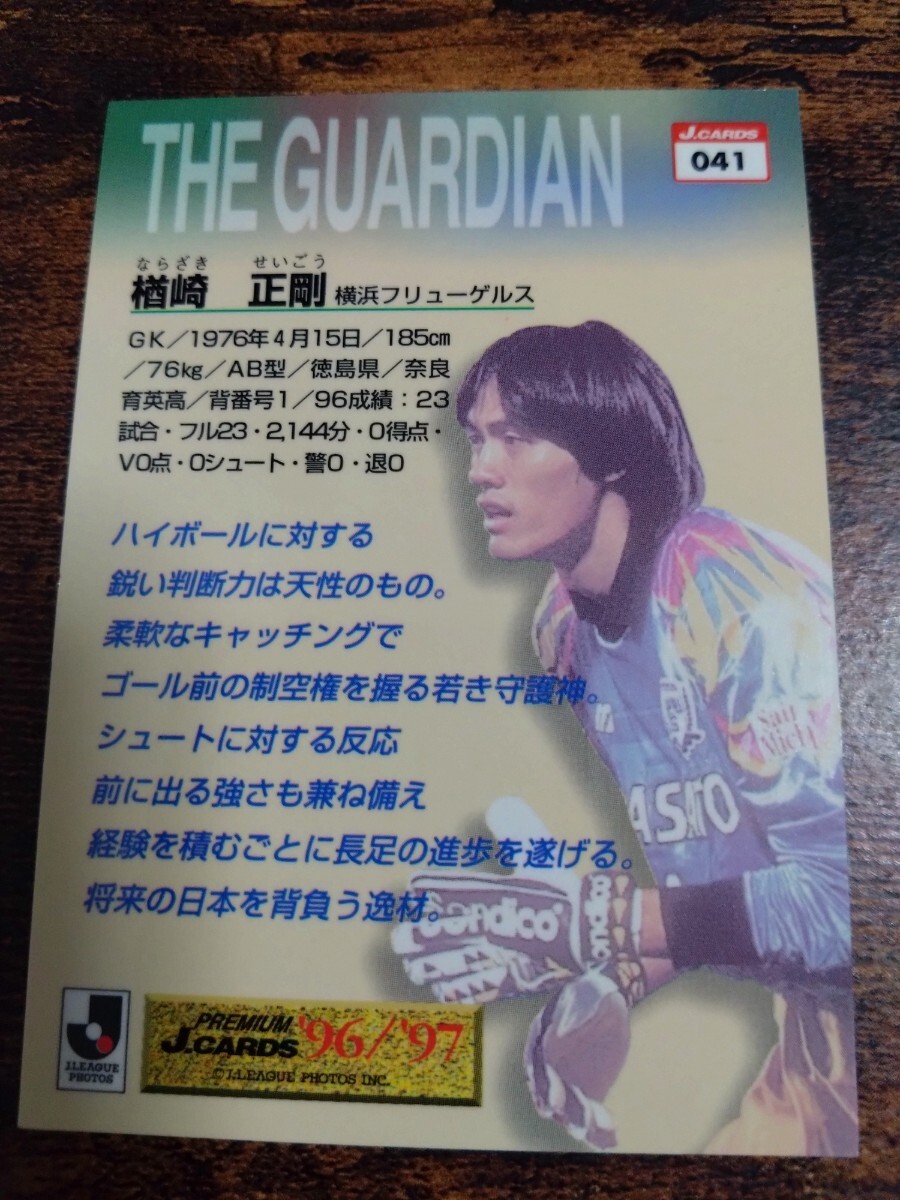 THE GUARDIAN
J.CARDS
041
ならざき せいごう
楢崎 正剛 横浜フリューゲルス
GK／1976年4月15日／185㎝
／76㎏／AB型／徳島県／奈良
育英高／背番号1／96成績：23
試合・フル23・2,144分・0得点・
V0点・0シュート・警0・退0
ハイボールに対する
鋭い判断力は天性のもの。
柔軟なキャッチングで
ゴール前の制空権を握る若き守護神。
シュートに対する反応
前に出る強さも兼ね備え
経験を積むごとに長足の進歩を遂げる。
将来の日本を背負う逸材。
San
Michi
ASATO
Sondico
J.LEAGUE
PHOTOS
PREMIUM
J.CARDS '96/'97
©J.LEAGUE PHOTOS INC.